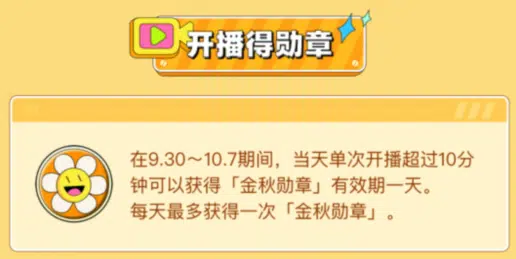 开播得勋章
在9.30～10.7期间，当天单次开播超过10分
钟可以获得「金秋勋章」有效期一天。
每天最多获得一次「金秋勋章」。